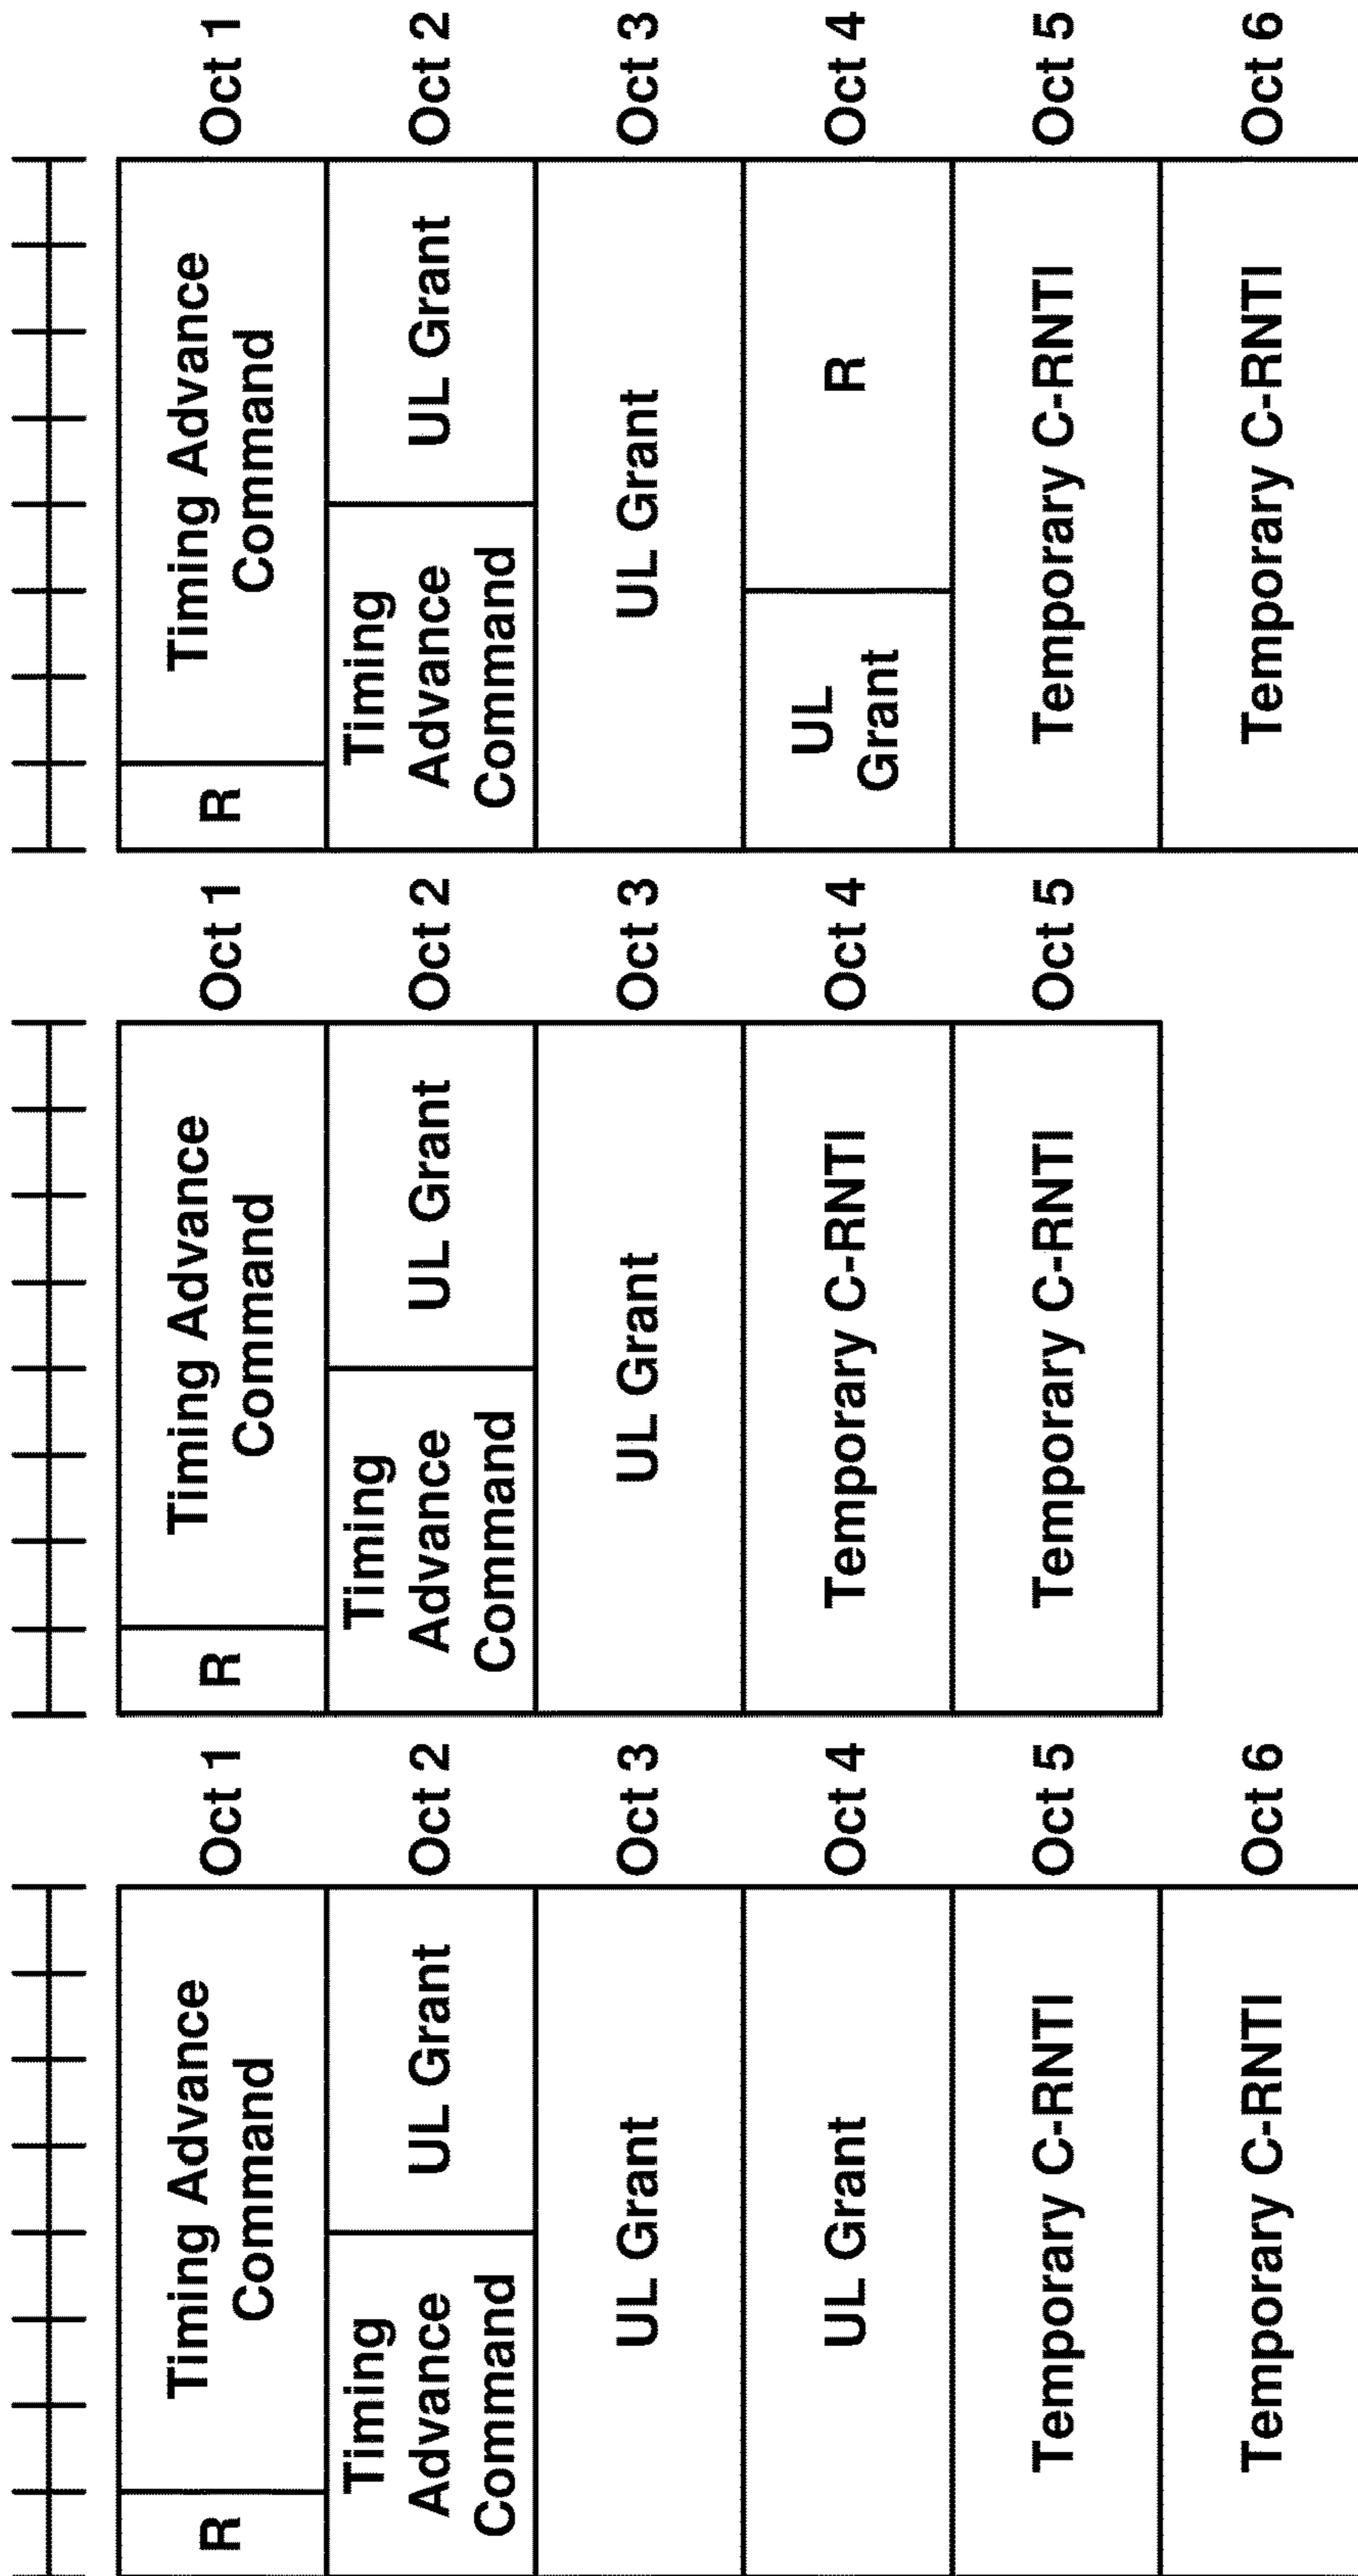 R
Timing Advance
Command
Oct 1
Timing
Advance
Command
UL Grant
Oct 2
UL Grant
Oct 3
UL Grant
Oct 4
Temporary C-RNTI
Oct 5
Temporary C-RNTI
Oct 6
R
Timing Advance
Command
Oct 1
Timing
Advance
Command
UL Grant
Oct 2
UL Grant
Oct 3
Temporary C-RNTI
Oct 4
Temporary C-RNTI
Oct 5
R
Timing Advance
Command
Oct 1
Timing
Advance
Command
UL Grant
Oct 2
UL Grant
Oct 3
UL
Grant
R
Oct 4
Temporary C-RNTI
Oct 5
Temporary C-RNTI
Oct 6